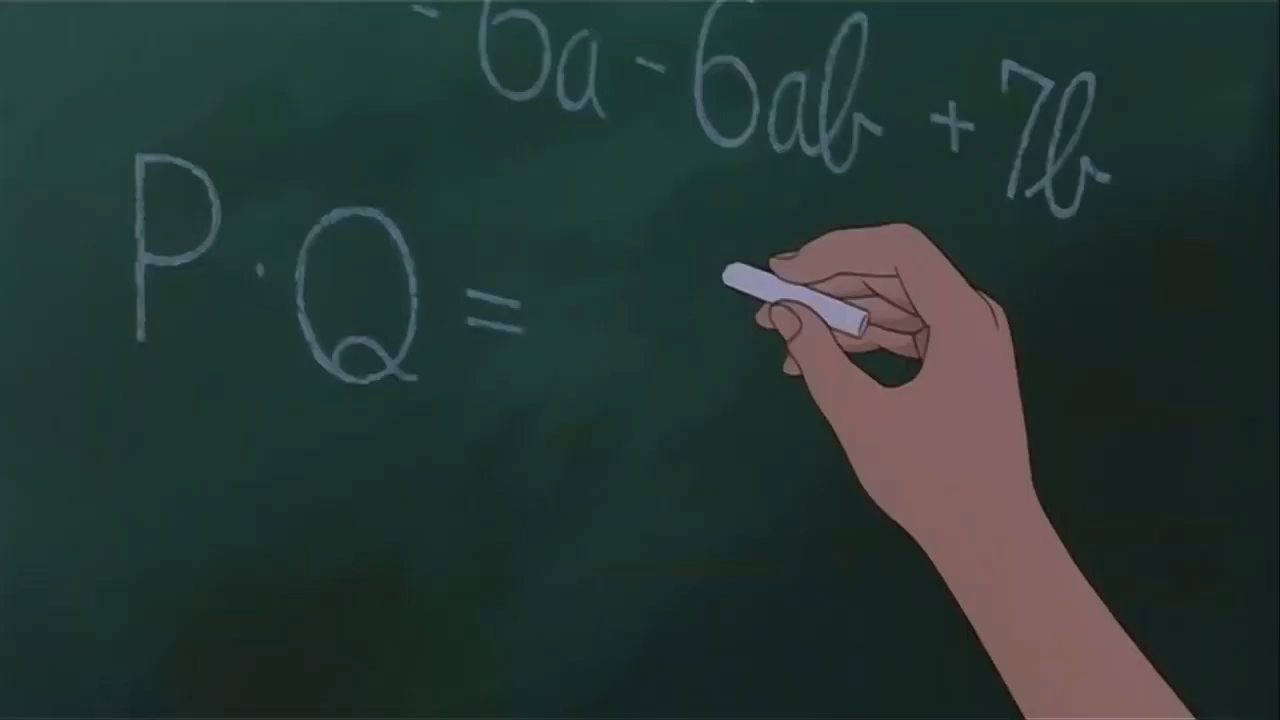 - 6a - 6ab + 7b
P · Q =